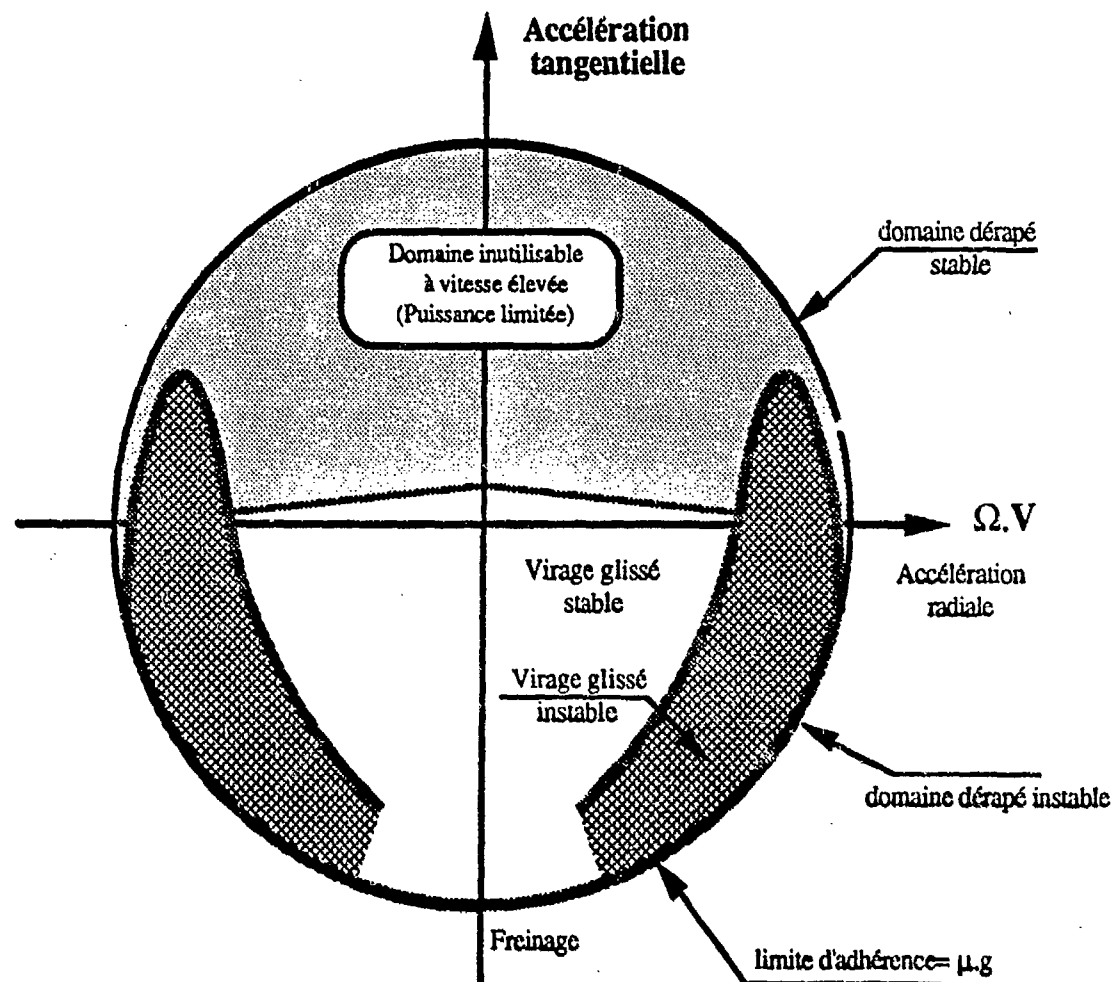 Accélération
tangentielle
domaine dérapé
stable
Domaine inutilisable
à vitesse élevée
(Puissance limitée)
Ω.V
Virage glissé
stable
Accélération
radiale
Virage glissé
instable
domaine dérapé instable
Freinage
limite d'adhérence= μ.g